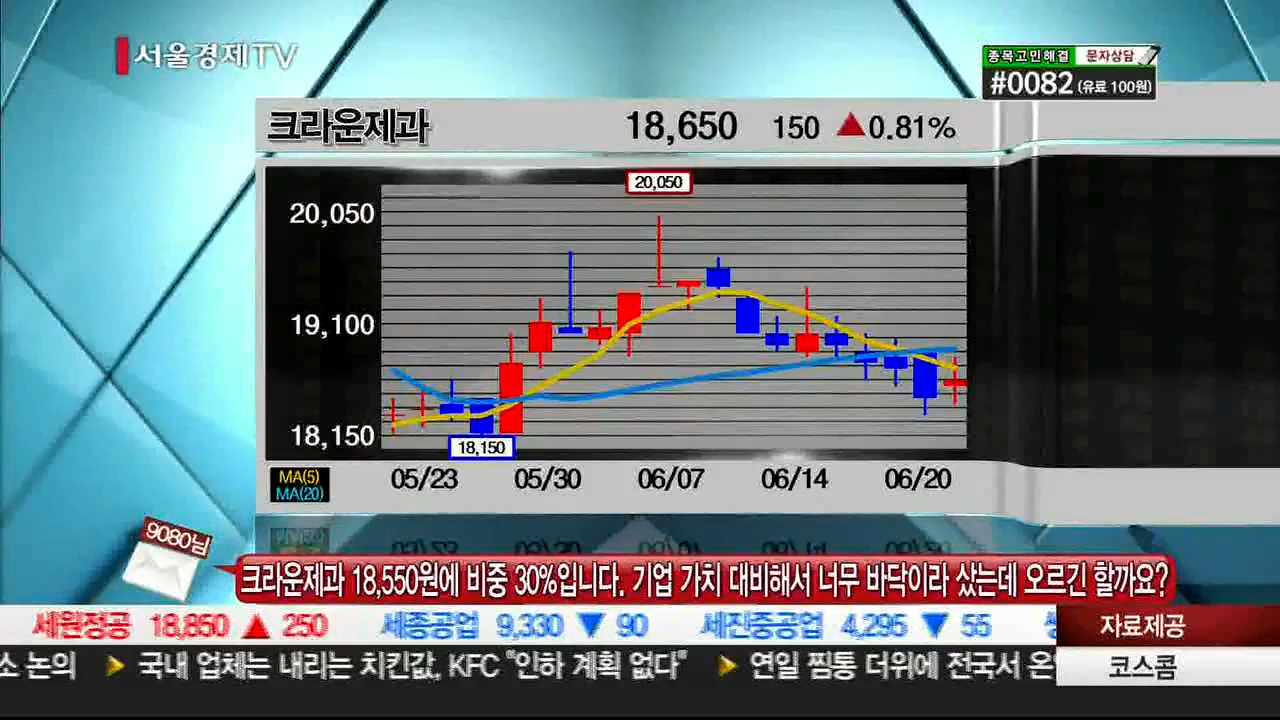 서울경제TV
종목고민해결 문자상담
#0082 (유료 100원)
크라운제과 18,650 150 ▲0.81%
20,050
20,050
19,100
18,150
18,150
MA(5)
MA(20)
05/23 05/30 06/07 06/14 06/20
9080님
크라운제과 18,550원에 비중 30%입니다. 기업 가치 대비해서 너무 바닥이라 샀는데 오르긴 할까요?
세원정공 18,850 ▲ 250 세종공업 9,330 ▼ 90 세진중공업 4,295 ▼ 55
자료제공
소 논의 ▶ 국내 업체는 내리는 치킨값, KFC "인하 계획 없다" ▶ 연일 찜통 더위에 전국서 온
코스콤